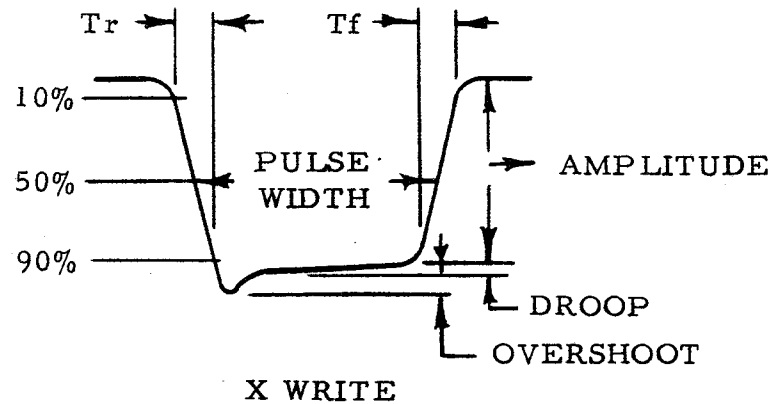 Tr Tf
10%
50% PULSE WIDTH AMPLITUDE
90%
DROOP
OVERSHOOT
X WRITE